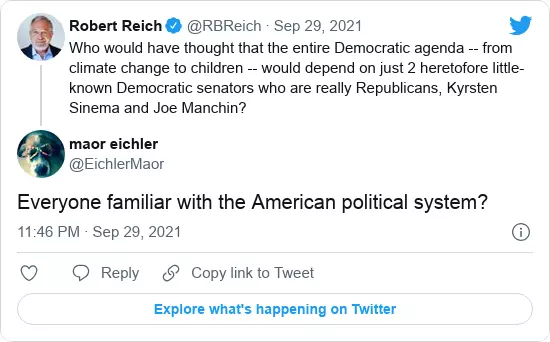 Robert Reich @RBReich · Sep 29, 2021
Who would have thought that the entire Democratic agenda -- from
climate change to children -- would depend on just 2 heretofore little-
known Democratic senators who are really Republicans, Kyrsten
Sinema and Joe Manchin?
maor eichler
@EichlerMaor
Everyone familiar with the American political system?
11:46 PM · Sep 29, 2021
Reply
Copy link to Tweet
Explore what's happening on Twitter